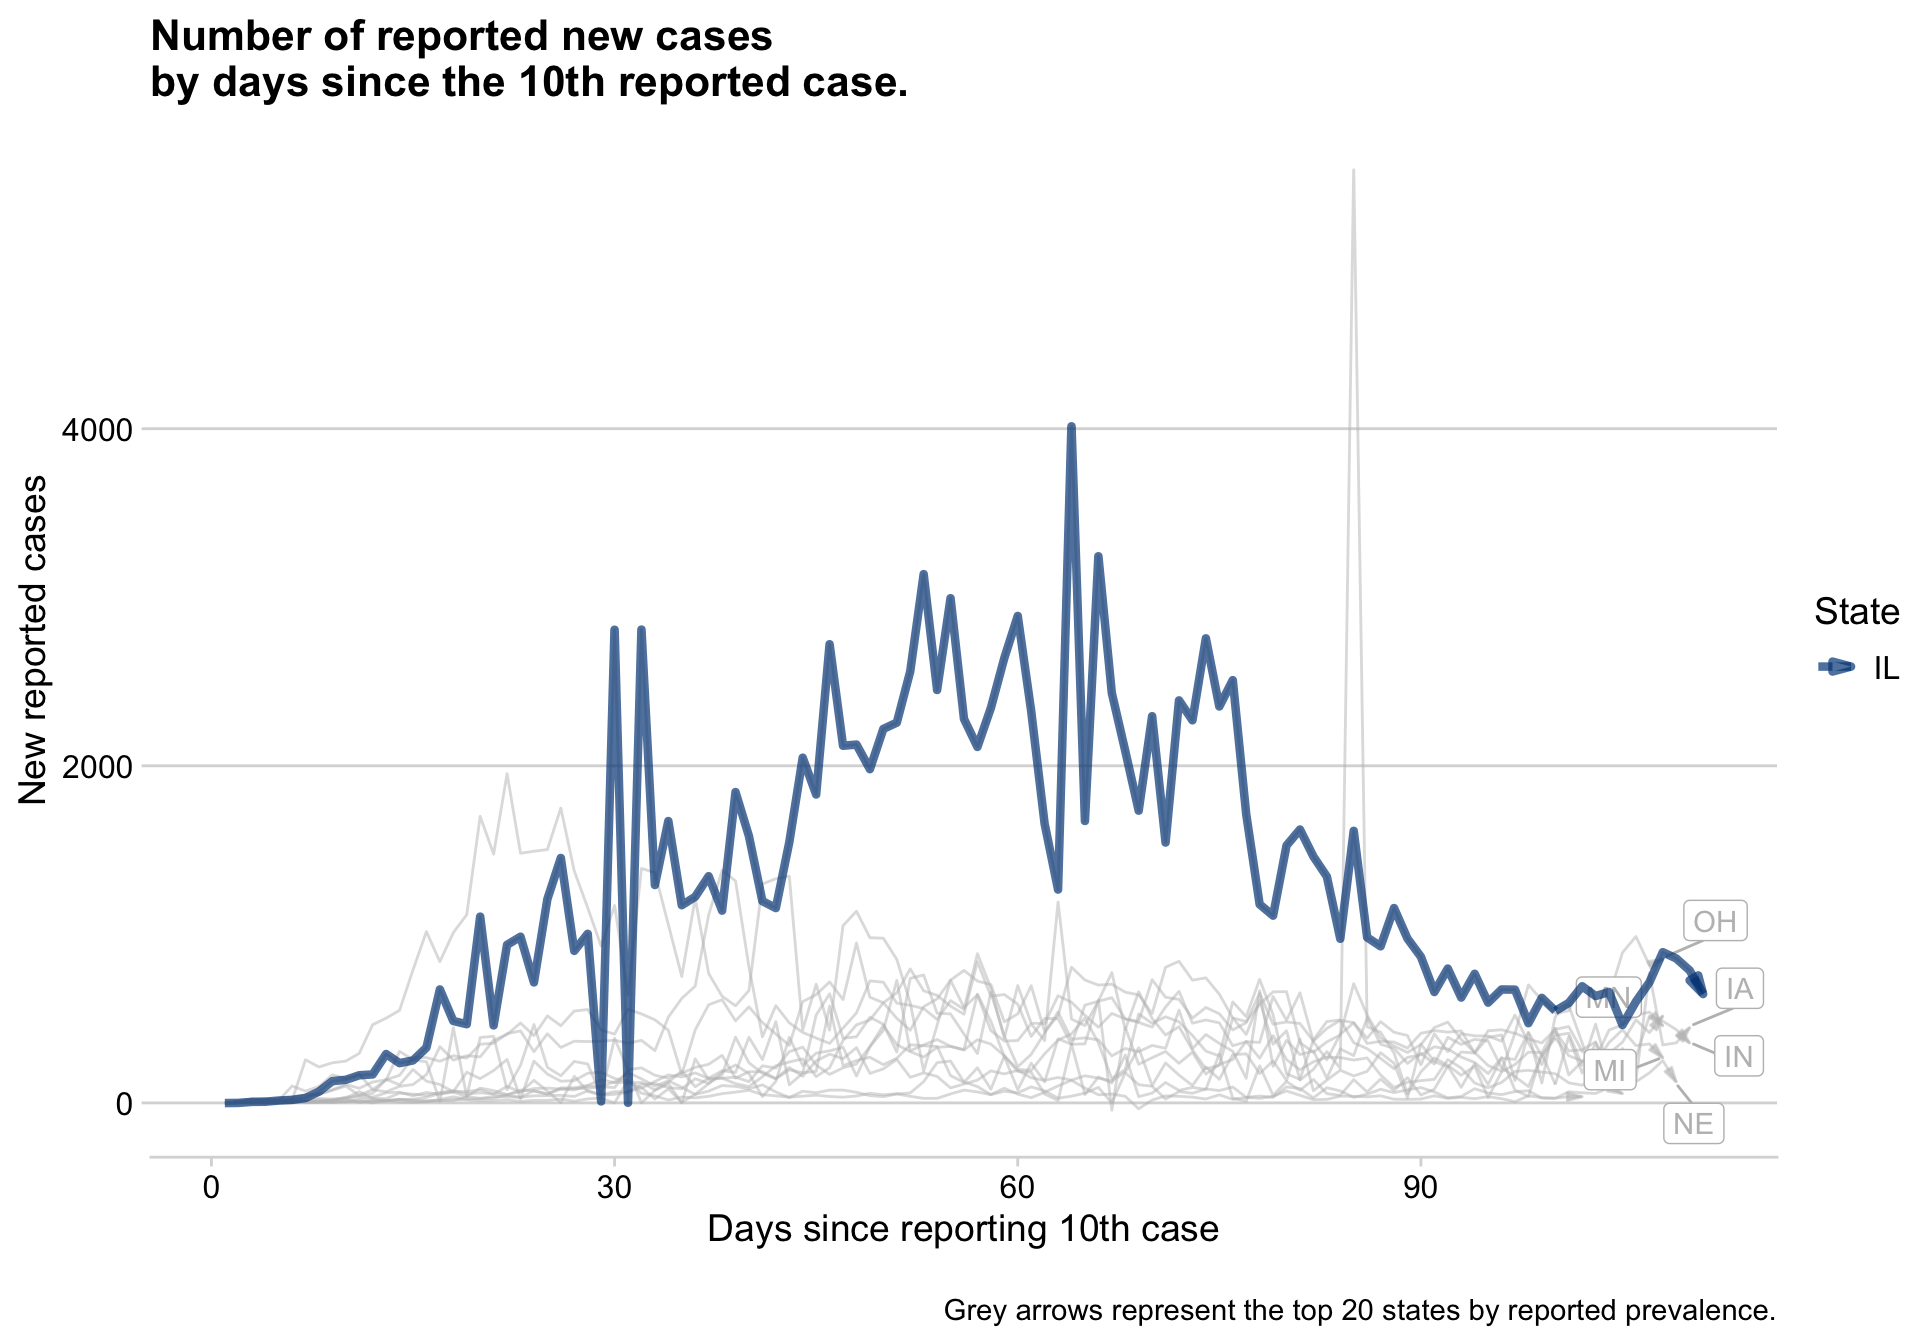 Number of reported new cases
by days since the 10th reported case.
New reported cases
4000
2000
0
0
30
60
90
Days since reporting 10th case
OH
IA
MN
IN
MI
NE
State
IL
Grey arrows represent the top 20 states by reported prevalence.